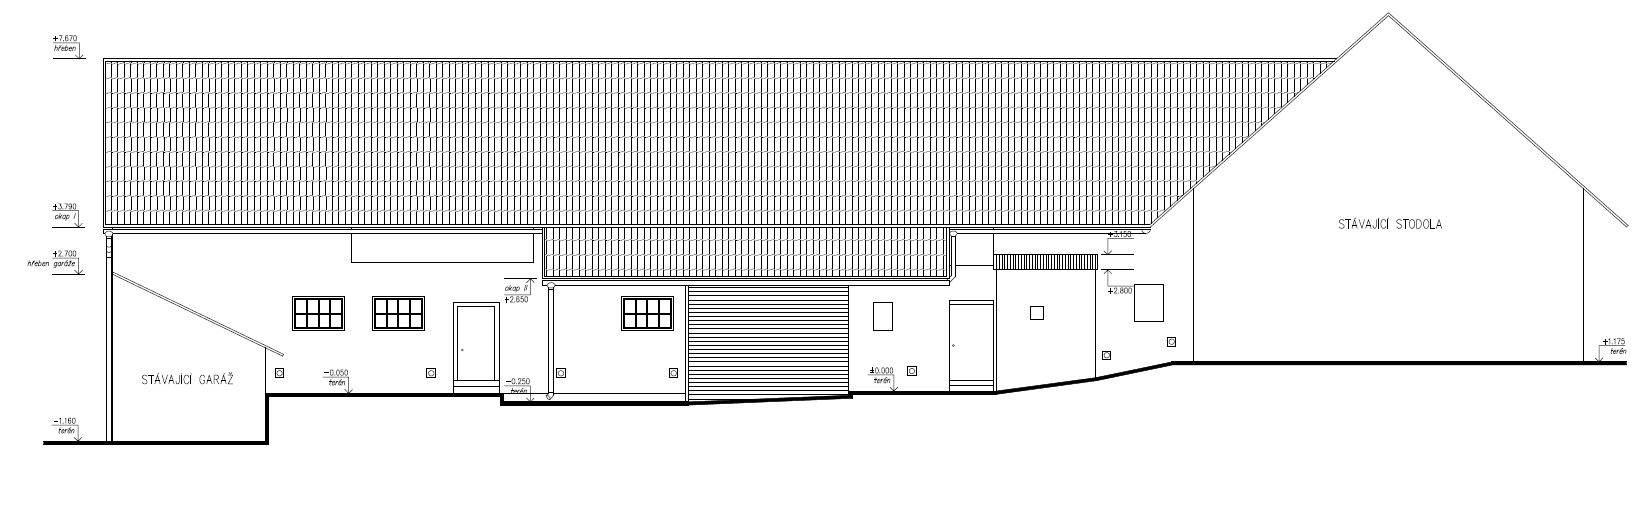 +7.670
hřeben
+3.790
okap I
+2.700
hřeben garáže
STÁVAJÍCÍ STODOLA
+3.150
okap II
+2.650
+2.800
+1.175
terén
STÁVAJÍCÍ GARÁŽ
-0.050
terén
-0.250
terén
±0.000
terén
-1.160
terén